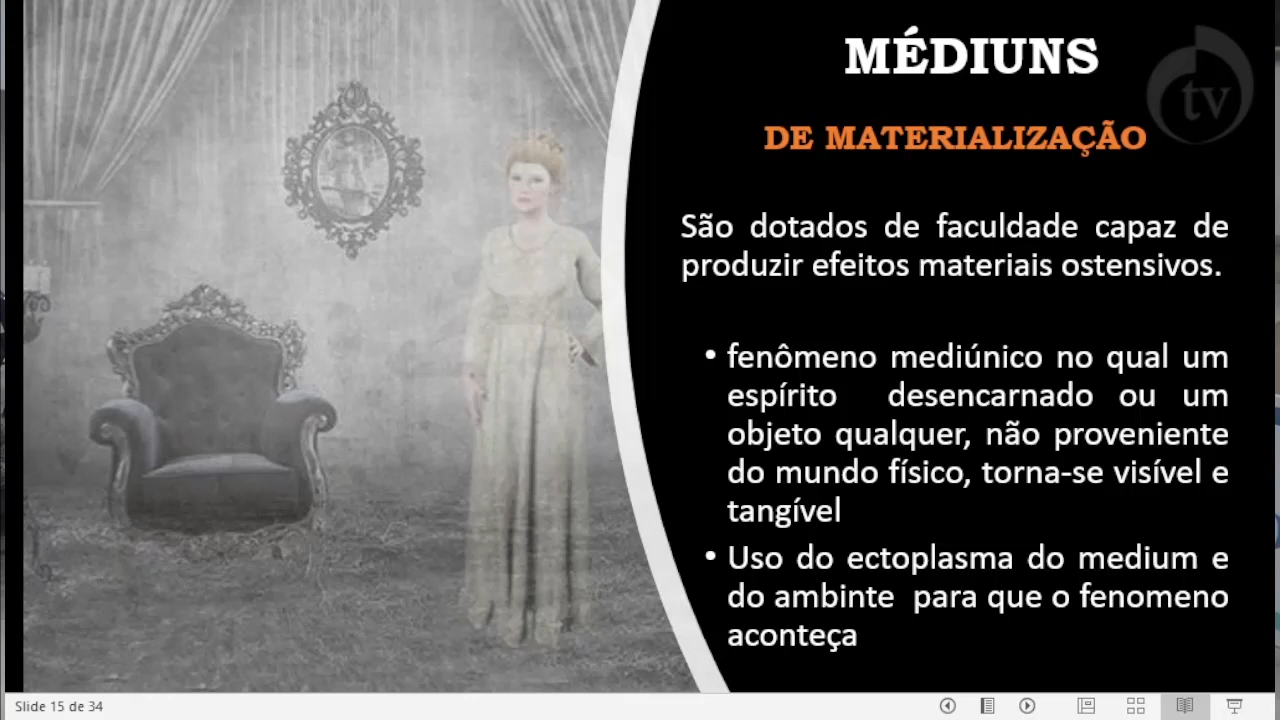 MÉDIUNS
tv
DE MATERIALIZAÇÃO
São dotados de faculdade capaz de
produzir efeitos materiais ostensivos.
• fenômeno mediúnico no qual um
espírito desencarnado ou um
objeto qualquer, não proveniente
do mundo físico, torna-se visível e
tangível
• Uso do ectoplasma do medium e
do ambinte para que o fenomeno
aconteça
Slide 15 de 34